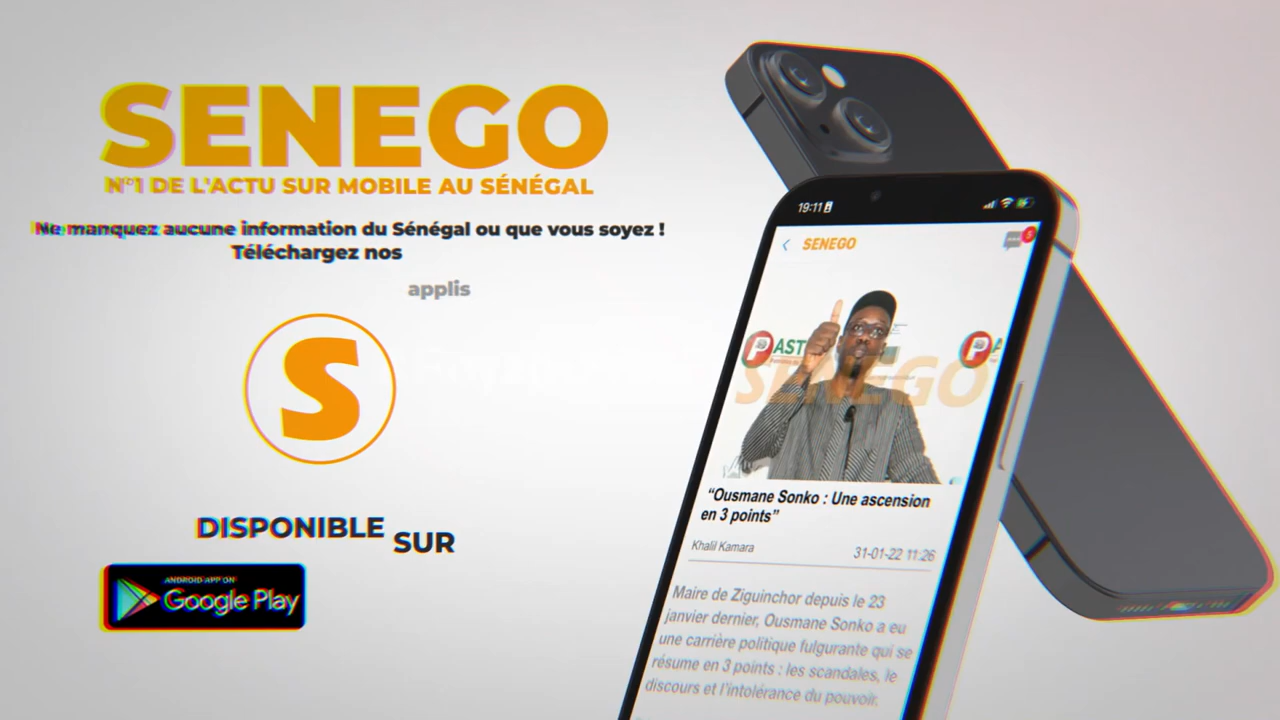 SENEGO
N°1 DE L'ACTU SUR MOBILE AU SÉNÉGAL
Ne manquez aucune information du Sénégal ou que vous soyez !
Téléchargez nos
applis
S
DISPONIBLE SUR
ANDROID APP ON
Google Play
19:11
SENEGO
5
PAST
PA
SENEGO
“Ousmane Sonko : Une ascension
en 3 points”
Khalil Kamara
31-01-22 11:26
Maire de Ziguinchor depuis le 23
janvier dernier, Ousmane Sonko a eu
une carrière politique fulgurante qui se
résume en 3 points : les scandales, le
discours et l'intolérance du pouvoir.